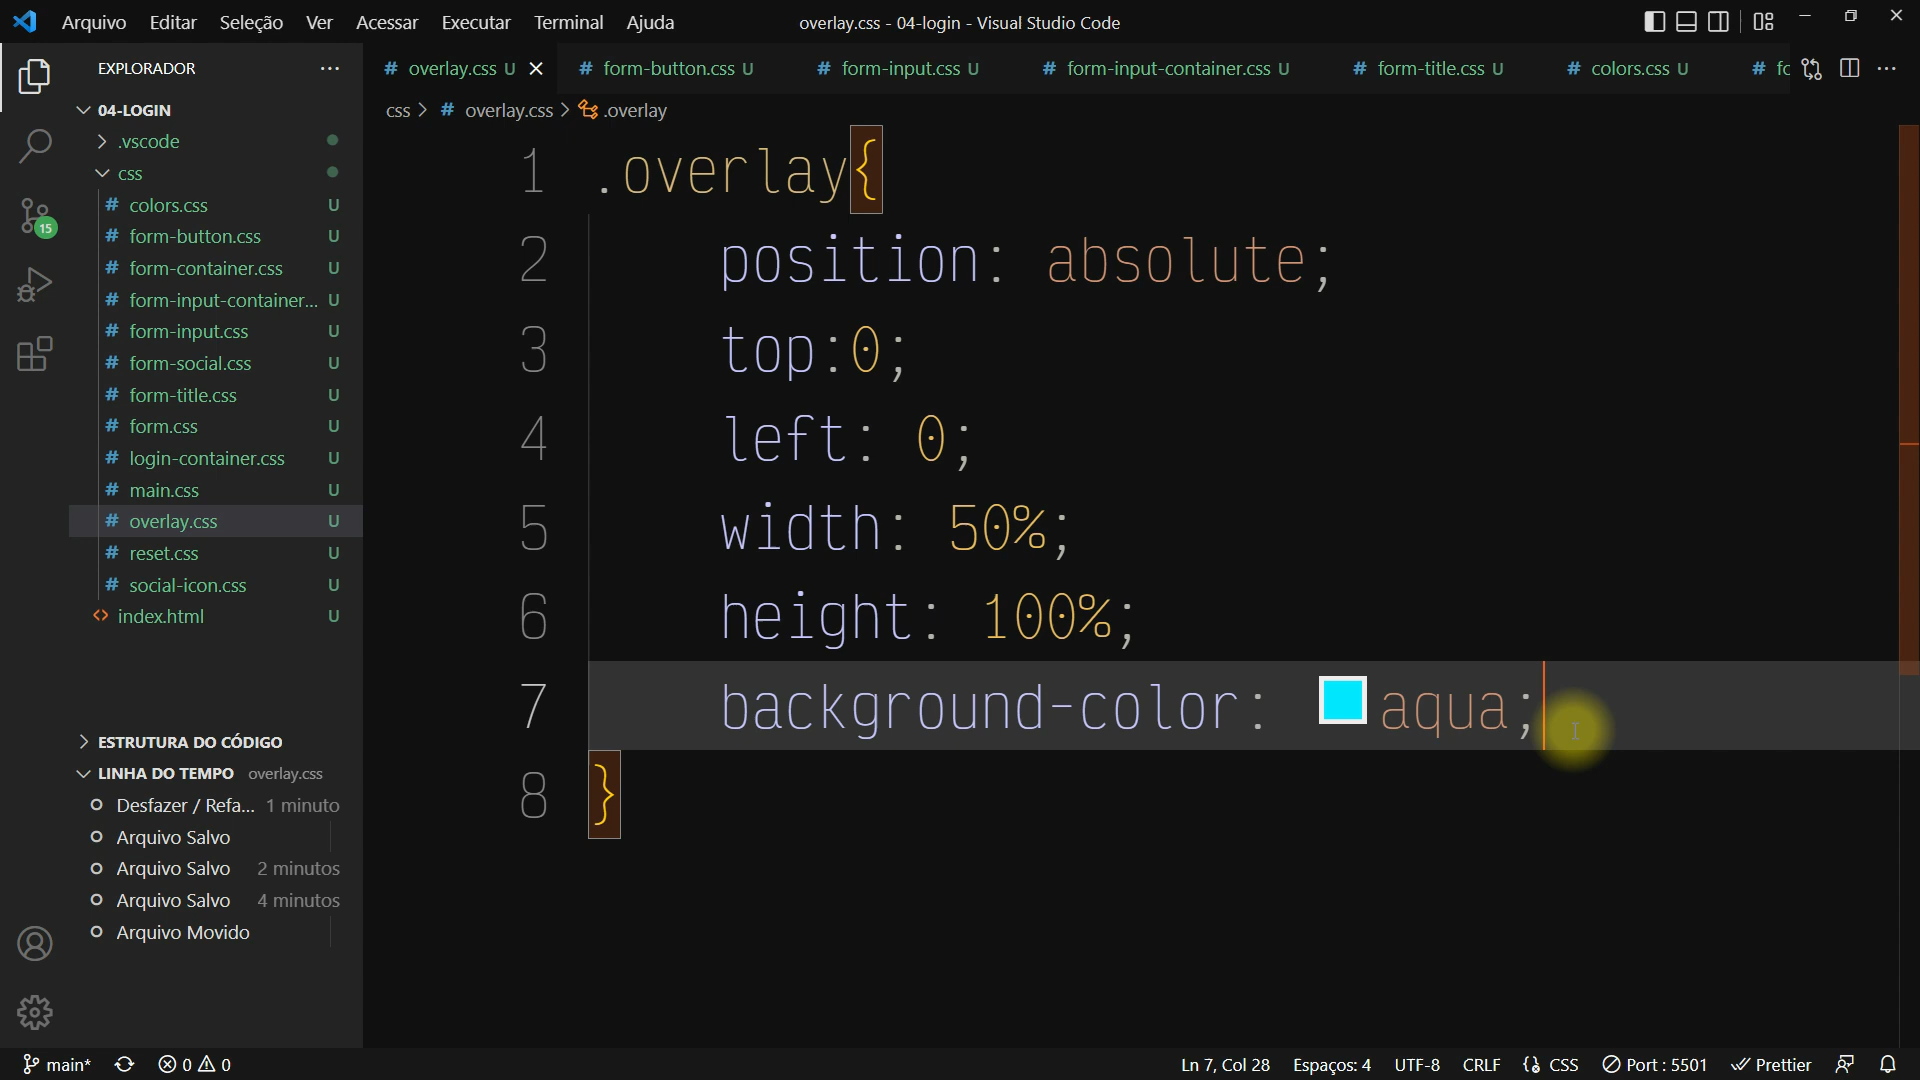 Arquivo Editar Seleção Ver Acessar Executar Terminal Ajuda
overlay.css - 04-login - Visual Studio Code
EXPLORADOR
04-LOGIN
.vscode
css
# colors.css U
# form-button.css U
# form-container.css U
# form-input-container... U
# form-input.css U
# form-social.css U
# form-title.css U
# form.css U
# login-container.css U
# main.css U
# overlay.css U
# reset.css U
# social-icon.css U
<> index.html U
15
ESTRUTURA DO CÓDIGO
LINHA DO TEMPO overlay.css
Desfazer / Refa... 1 minuto
Arquivo Salvo
Arquivo Salvo 2 minutos
Arquivo Salvo 4 minutos
Arquivo Movido
# overlay.css U # form-button.css U # form-input.css U # form-input-container.css U # form-title.css U # colors.css U # fc
css > # overlay.css > .overlay
1 .overlay{
2 position: absolute;
3 top:0;
4 left: 0;
5 width: 50%;
6 height: 100%;
7 background-color: aqua;
8 }
main* 0 0 Ln 7, Col 28 Espaços: 4 UTF-8 CRLF CSS Port : 5501 Prettier